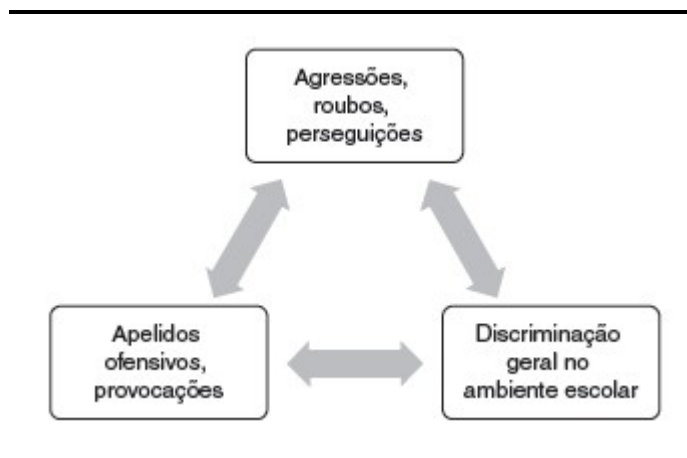 Agressões,
roubos,
perseguições
Apelidos
ofensivos,
provocações
Discriminação
geral no
ambiente escolar